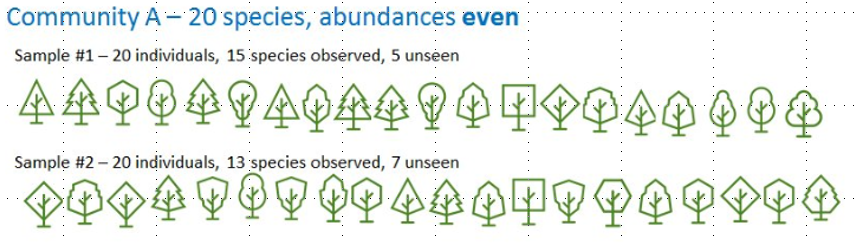 Community A – 20 species, abundances even
Sample #1 – 20 individuals, 15 species observed, 5 unseen
Sample #2 – 20 individuals, 13 species observed, 7 unseen